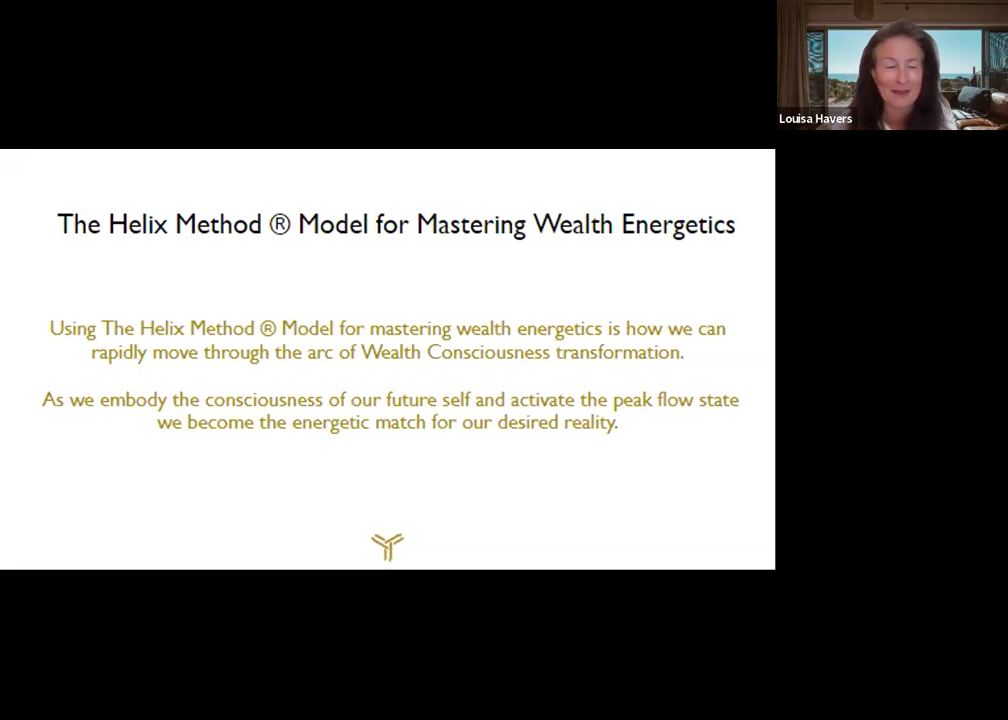 Louisa Havers
The Helix Method ® Model for Mastering Wealth Energetics
Using The Helix Method ® Model for mastering wealth energetics is how we can
rapidly move through the arc of Wealth Consciousness transformation.
As we embody the consciousness of our future self and activate the peak flow state
we become the energetic match for our desired reality.